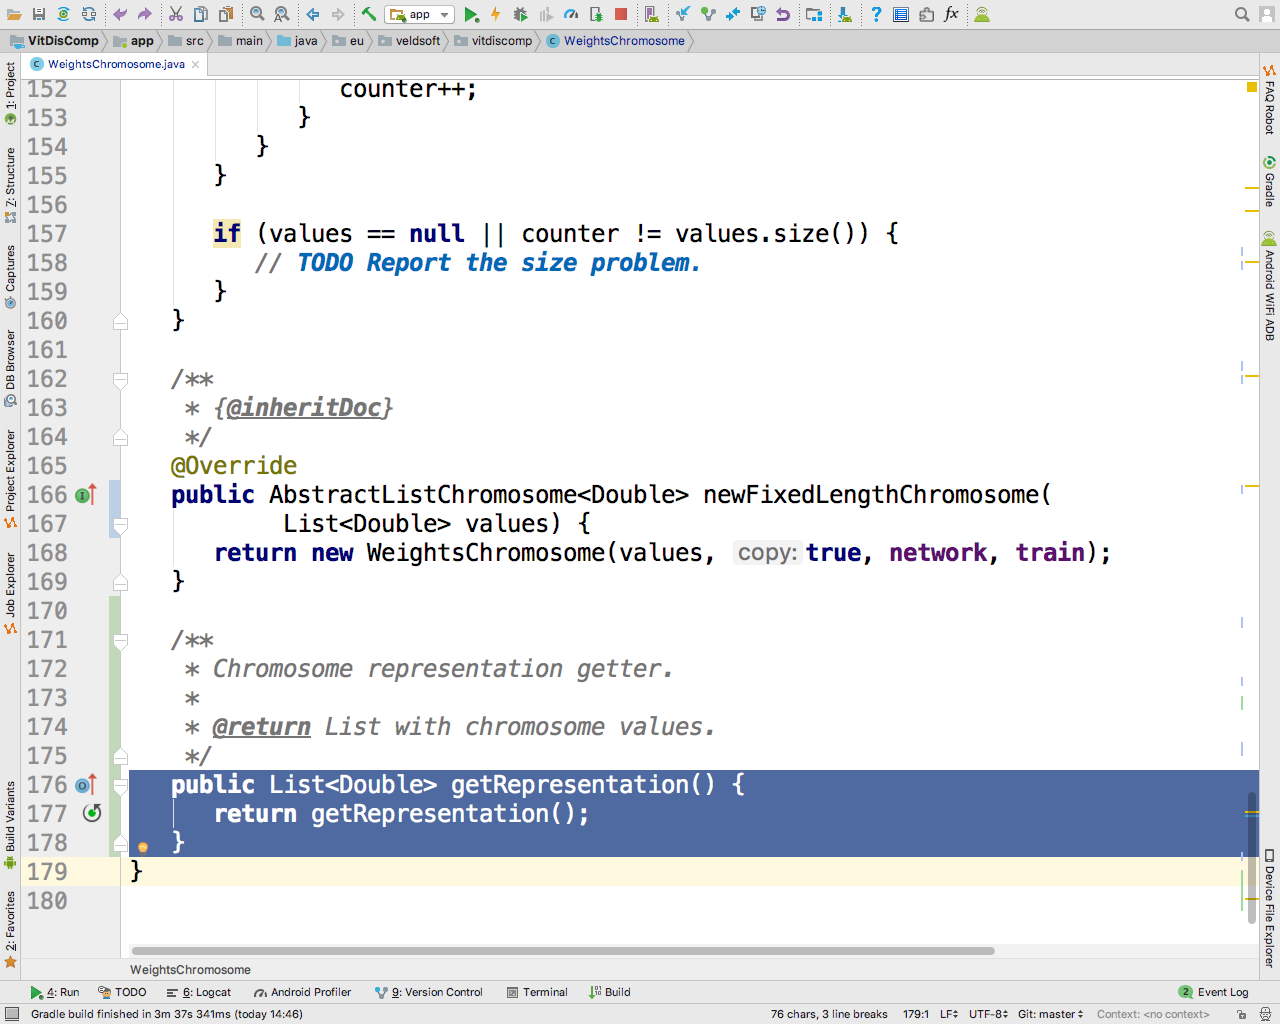 app
VitDisComp app src main java eu veldsoft vitdiscomp WeightsChromosome
WeightsChromosome.java
152 counter++;
153 }
154 }
155 }
156
157 if (values == null || counter != values.size()) {
158 // TODO Report the size problem.
159 }
160 }
161
162 /**
163 * {@inheritDoc}
164 */
165 @Override
166 public AbstractListChromosome<Double> newFixedLengthChromosome(
167 List<Double> values) {
168 return new WeightsChromosome(values, copy: true, network, train);
169 }
170
171 /**
172 * Chromosome representation getter.
173 *
174 * @return List with chromosome values.
175 */
176 public List<Double> getRepresentation() {
177 return getRepresentation();
178 }
179 }
180
1: Project
Z: Structure
Captures
DB Browser
Project Explorer
Job Explorer
Build Variants
2: Favorites
FAQ Robot
Gradle
Android WiFi ADB
Device File Explorer
WeightsChromosome
4: Run TODO 6: Logcat Android Profiler 9: Version Control Terminal Build 2 Event Log
Gradle build finished in 3m 37s 341ms (today 14:46) 76 chars, 3 line breaks 179:1 LF UTF-8 Git: master Context: <no context>